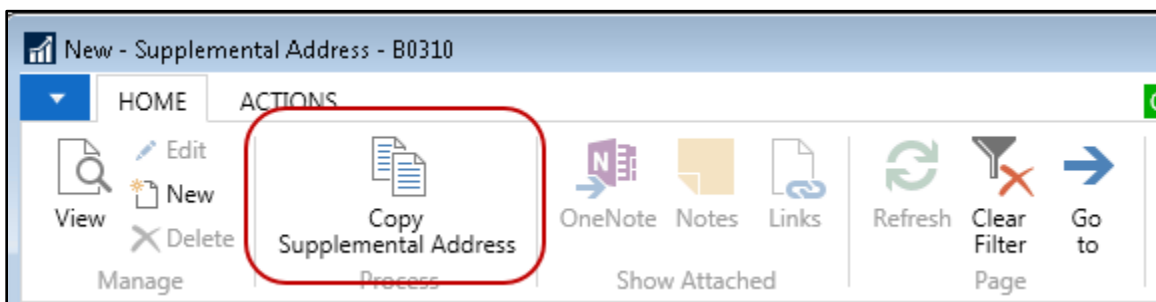 New - Supplemental Address - B0310
HOME ACTIONS
View
Edit
New
Delete
Manage
Copy
Supplemental Address
Process
OneNote Notes Links
Show Attached
Refresh
Clear
Filter
Go
to
Page